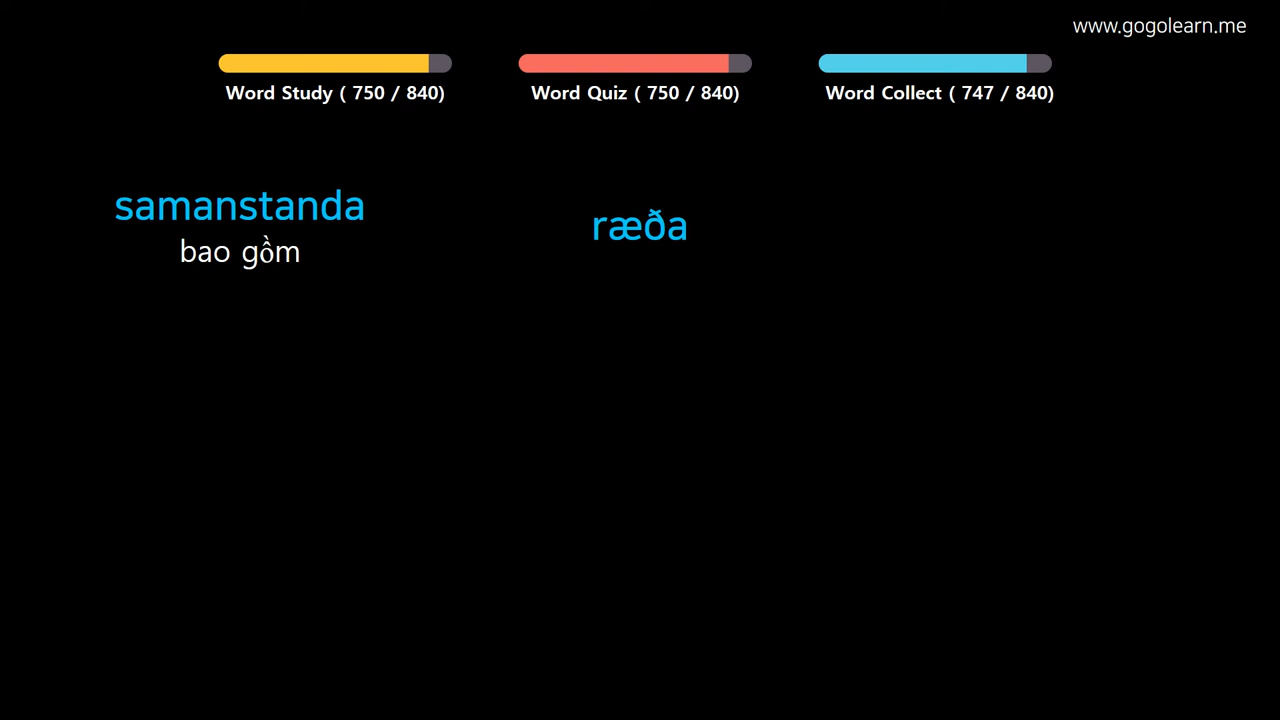 www.gogolearn.me
Word Study ( 750 / 840)
Word Quiz ( 750 / 840)
Word Collect ( 747 / 840)
samanstanda
bao gồm
ræða